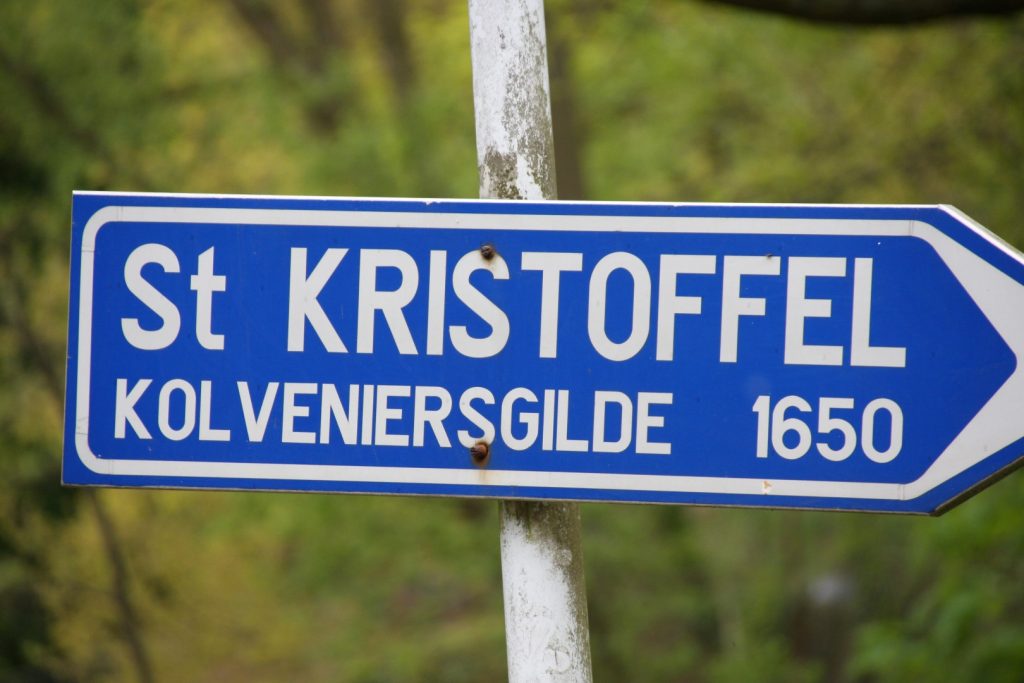 St KRISTOFFEL
KOLVENIERSGILDE 1650